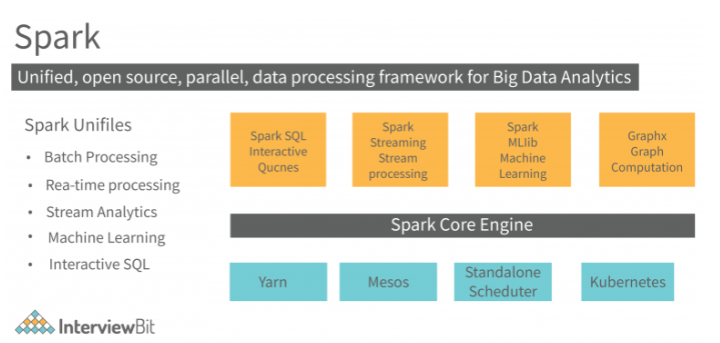 Spark
Unified, open source, parallel, data processing framework for Big Data Analytics
Spark Unifiles
• Batch Processing
• Rea-time processing
• Stream Analytics
• Machine Learning
• Interactive SQL
Spark SQL
Interactive
Qucnes
Spark
Streaming
Stream
processing
Spark
MLIib
Machine
Learning
Graphx
Graph
Computation
Spark Core Engine
Yarn
Mesos
Standalone
Scheduter
Kubernetes
InterviewBit